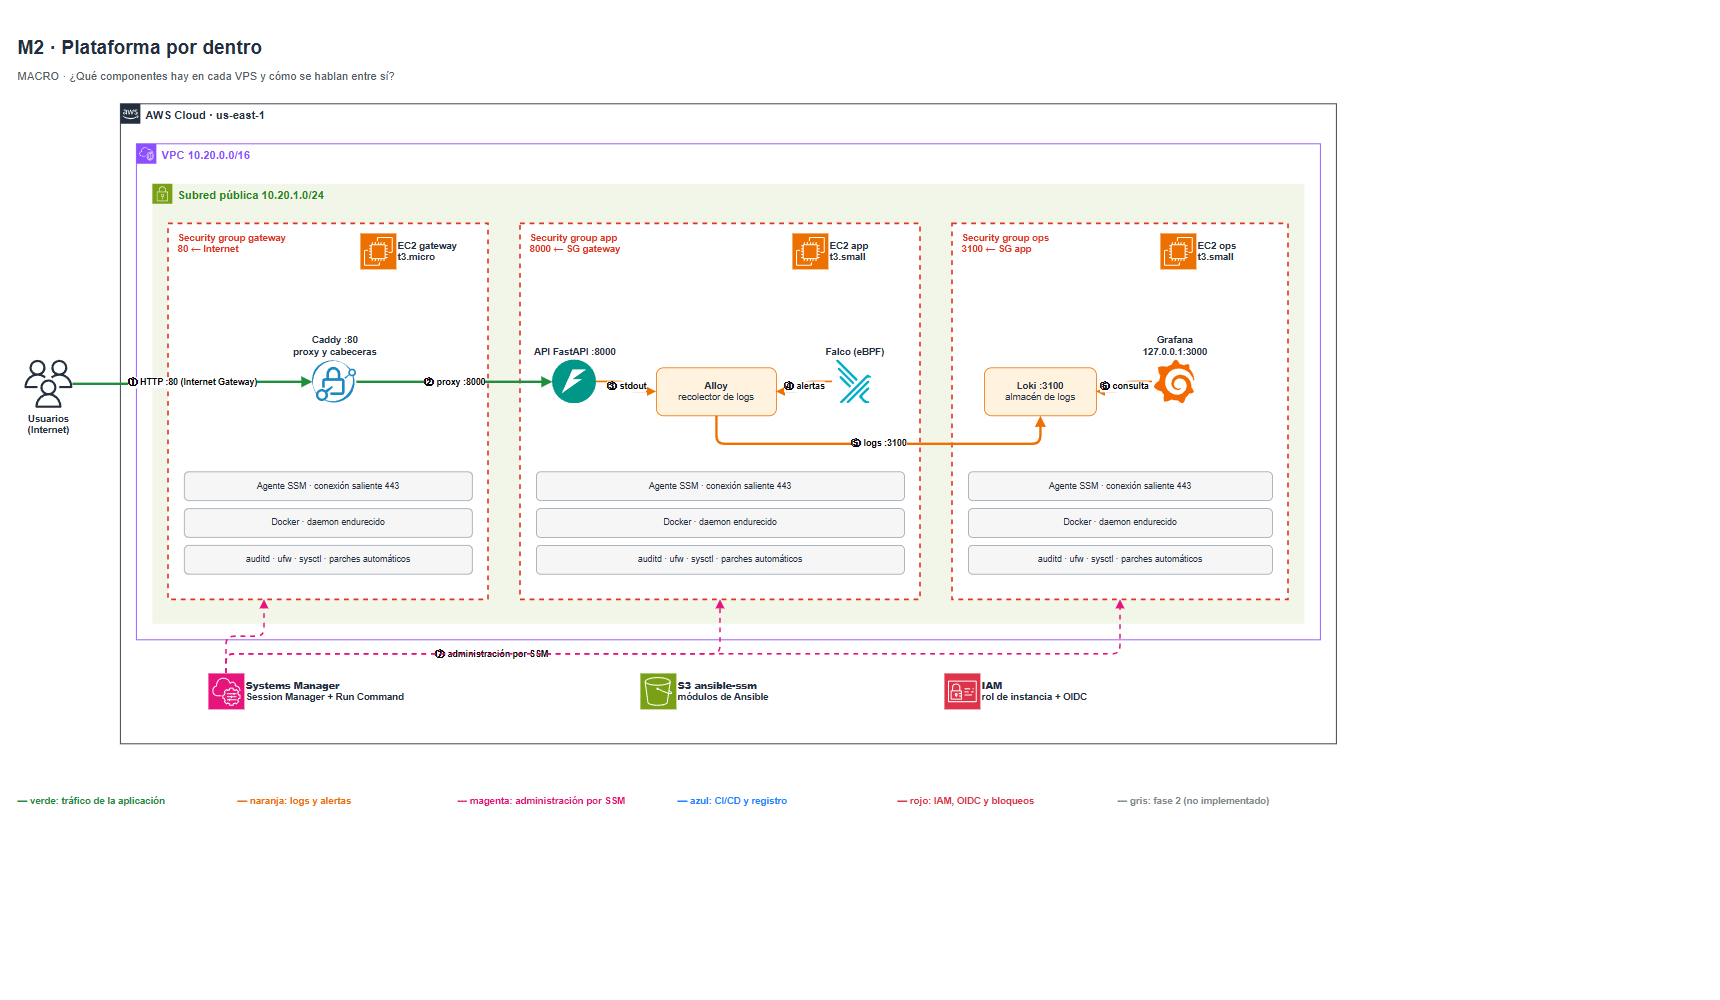 M2 · Plataforma por dentro
MACRO · ¿Qué componentes hay en cada VPS y cómo se hablan entre sí?
aws
AWS Cloud · us-east-1
VPC 10.20.0.0/16
Subred pública 10.20.1.0/24
Security group gateway
80 ← Internet
EC2 gateway
t3.micro
Security group app
8000 ← SG gateway
EC2 app
t3.small
Security group ops
3100 ← SG app
EC2 ops
t3.small
Caddy :80
proxy y cabeceras
API FastAPI :8000
Falco (eBPF)
Grafana
127.0.0.1:3000
① HTTP :80 (Internet Gateway)
② proxy :8000
③ stdout
Alloy
recolector de logs
④ alertas
Loki :3100
almacén de logs
⑥ consulta
Usuarios
(Internet)
⑤ logs :3100
Agente SSM · conexión saliente 443
Agente SSM · conexión saliente 443
Agente SSM · conexión saliente 443
Docker · daemon endurecido
Docker · daemon endurecido
Docker · daemon endurecido
auditd · ufw · sysctl · parches automáticos
auditd · ufw · sysctl · parches automáticos
auditd · ufw · sysctl · parches automáticos
⑦ administración por SSM
Systems Manager
Session Manager + Run Command
S3 ansible-ssm
módulos de Ansible
IAM
rol de instancia + OIDC
— verde: tráfico de la aplicación
— naranja: logs y alertas
— magenta: administración por SSM
— azul: CI/CD y registro
— rojo: IAM, OIDC y bloqueos
— gris: fase 2 (no implementado)